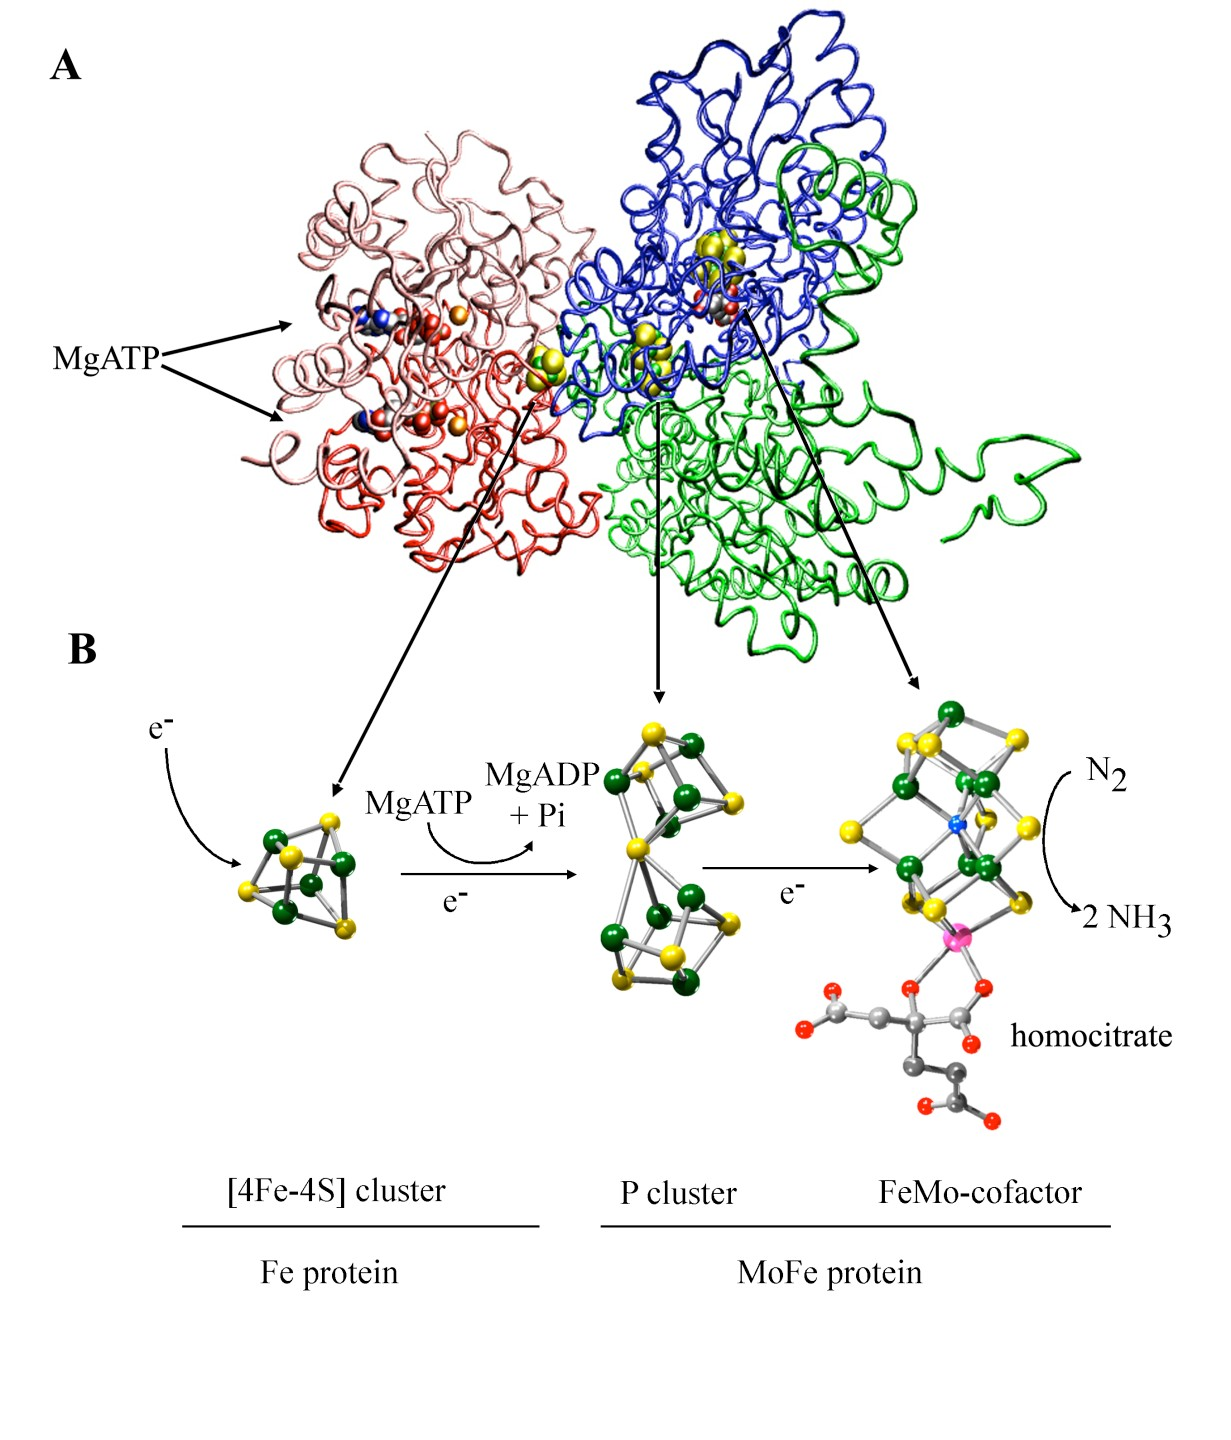 A
MgATP
B
e⁻
MgATP
MgADP
+ Pi
e⁻
e⁻
N₂
2 NH₃
homocitrate
[4Fe-4S] cluster
P cluster
FeMo-cofactor
Fe protein
MoFe protein